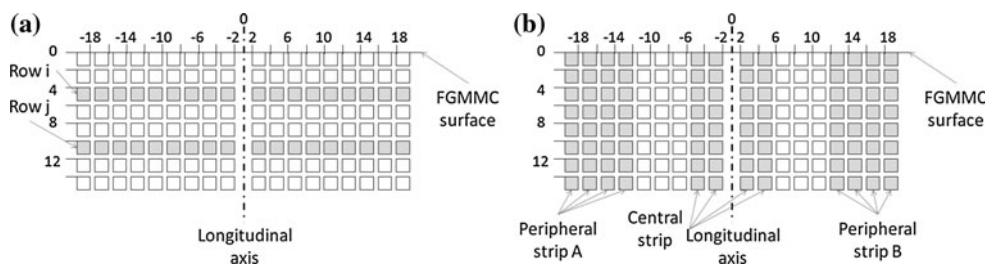 (a)
0
-18 -14 -10 -6 -2 2 6 10 14 18
0
Row i
4
Row j
8
12
FGMMC
surface
Longitudinal
axis
(b)
0
-18 -14 -10 -6 -2 2 6 10 14 18
0
4
8
12
FGMMC
surface
Peripheral
strip A
Central
strip
Longitudinal
axis
Peripheral
strip B